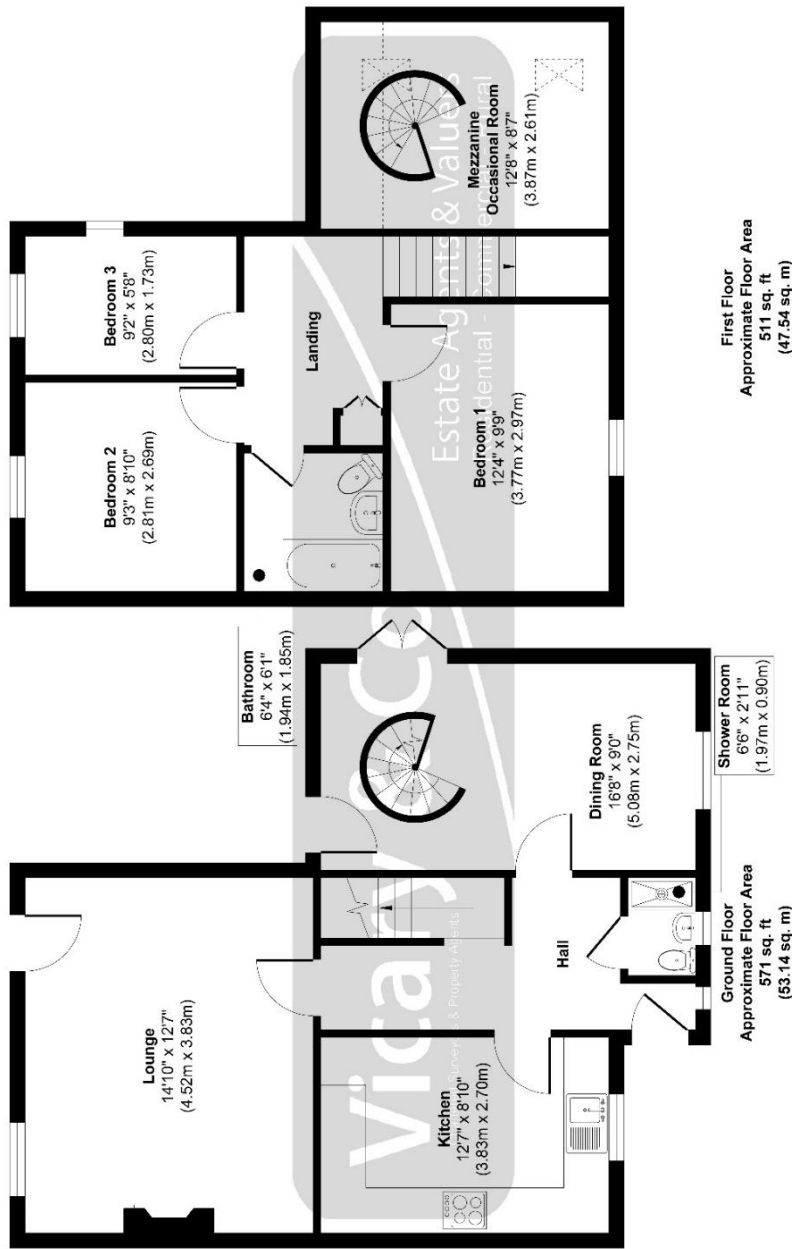 Lounge
14'10" x 12'7"
(4.52m x 3.83m)
Kitchen
12'7" x 8'10"
(3.83m x 2.70m)
Hall
Dining Room
16'8" x 9'0"
(5.08m x 2.75m)
Shower Room
6'6" x 2'11"
(1.97m x 0.90m)
Ground Floor
Approximate Floor Area
571 sq. ft
(53.14 sq. m)
Bathroom
6'4" x 6'1"
(1.94m x 1.85m)
Bedroom 2
9'3" x 8'10"
(2.81m x 2.69m)
Bedroom 3
9'2" x 5'8"
(2.80m x 1.73m)
Landing
Bedroom 1
12'4" x 9'9"
(3.77m x 2.97m)
Mezzanine
Occasional Room
12'8" x 8'7"
(3.87m x 2.61m)
First Floor
Approximate Floor Area
511 sq. ft
(47.54 sq. m)
Vicary & Co
& Property Agents
Estate Agents & Valuers